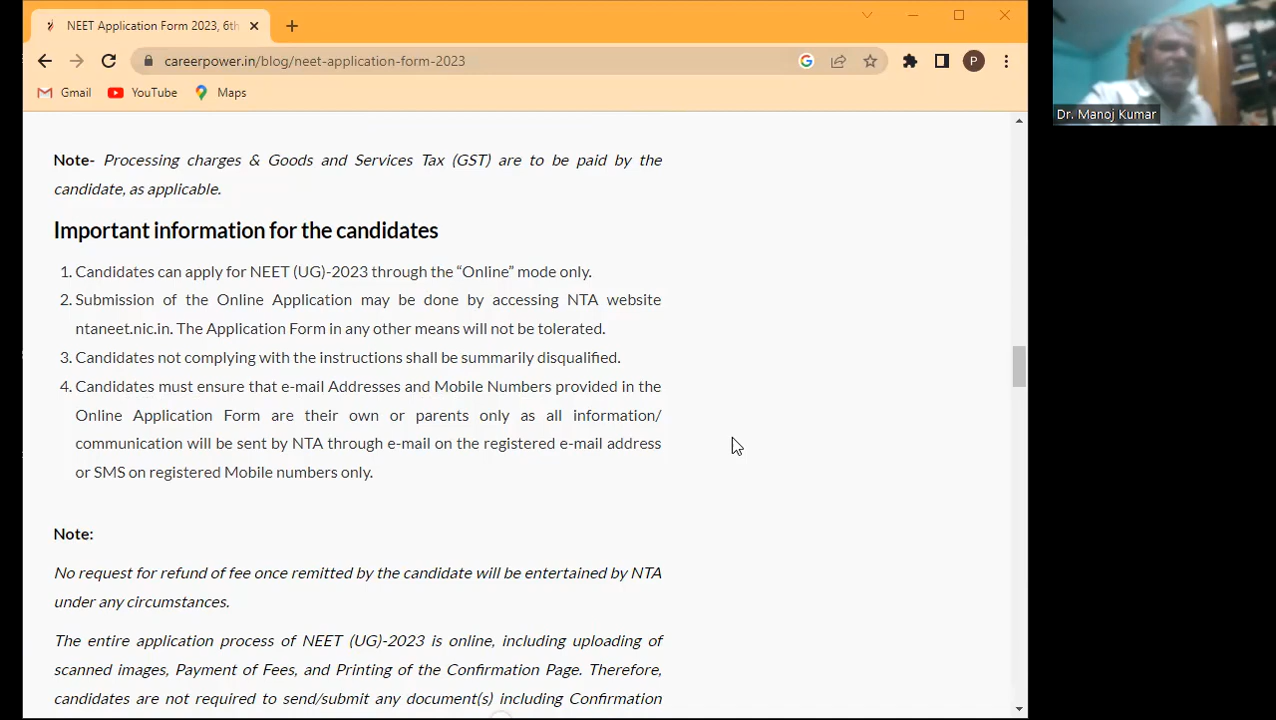 NEET Application Form 2023, 6th
careerpower.in/blog/neet-application-form-2023
P
Gmail YouTube Maps
Dr. Manoj Kumar
Note- Processing charges & Goods and Services Tax (GST) are to be paid by the
candidate, as applicable.
Important information for the candidates
1. Candidates can apply for NEET (UG)-2023 through the “Online” mode only.
2. Submission of the Online Application may be done by accessing NTA website
ntaneet.nic.in. The Application Form in any other means will not be tolerated.
3. Candidates not complying with the instructions shall be summarily disqualified.
4. Candidates must ensure that e-mail Addresses and Mobile Numbers provided in the
Online Application Form are their own or parents only as all information/
communication will be sent by NTA through e-mail on the registered e-mail address
or SMS on registered Mobile numbers only.
Note:
No request for refund of fee once remitted by the candidate will be entertained by NTA
under any circumstances.
The entire application process of NEET (UG)-2023 is online, including uploading of
scanned images, Payment of Fees, and Printing of the Confirmation Page. Therefore,
candidates are not required to send/submit any document(s) including Confirmation